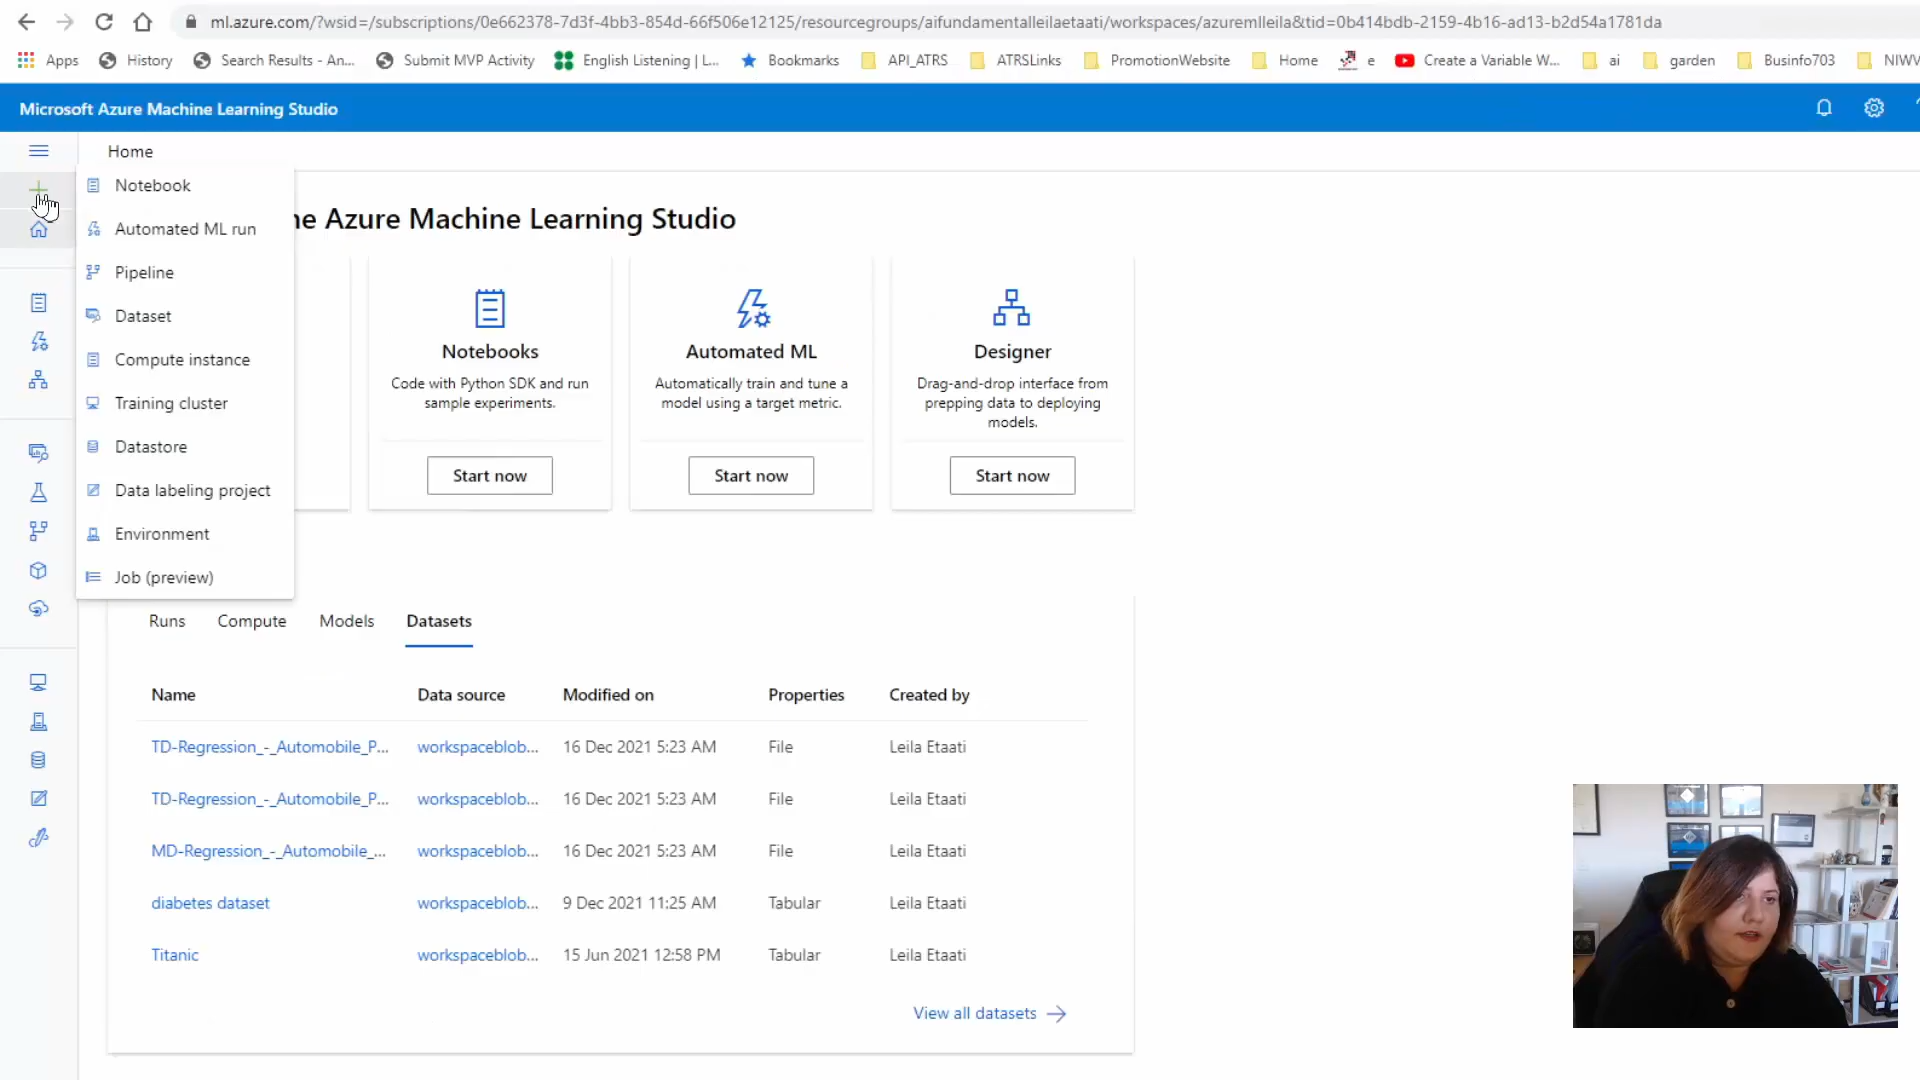 ml.azure.com/?wsid=/subscriptions/0e662378-7d3f-4bb3-854d-66f506e12125/resourcegroups/aifundamentalleilaetaati/workspaces/azuremlleila&tid=0b414bdb-2159-4b16-ad13-b2d54a1781da
Apps History Search Results - An... Submit MVP Activity English Listening | L... Bookmarks API_ATRS ATRSLinks PromotionWebsite Home e Create a Variable W... ai garden Businfo703 NIWV
Microsoft Azure Machine Learning Studio
Home
Notebook
Automated ML run
Pipeline
Dataset
Compute instance
Training cluster
Datastore
Data labeling project
Environment
Job (preview)
ne Azure Machine Learning Studio
Notebooks
Code with Python SDK and run
sample experiments.
Start now
Automated ML
Automatically train and tune a
model using a target metric.
Start now
Designer
Drag-and-drop interface from
prepping data to deploying
models.
Start now
Runs Compute Models Datasets
Name Data source Modified on Properties Created by
TD-Regression_-_Automobile_P... workspaceblob... 16 Dec 2021 5:23 AM File Leila Etaati
TD-Regression_-_Automobile_P... workspaceblob... 16 Dec 2021 5:23 AM File Leila Etaati
MD-Regression_-_Automobile_... workspaceblob... 16 Dec 2021 5:23 AM File Leila Etaati
diabetes dataset workspaceblob... 9 Dec 2021 11:25 AM Tabular Leila Etaati
Titanic workspaceblob... 15 Jun 2021 12:58 PM Tabular Leila Etaati
View all datasets